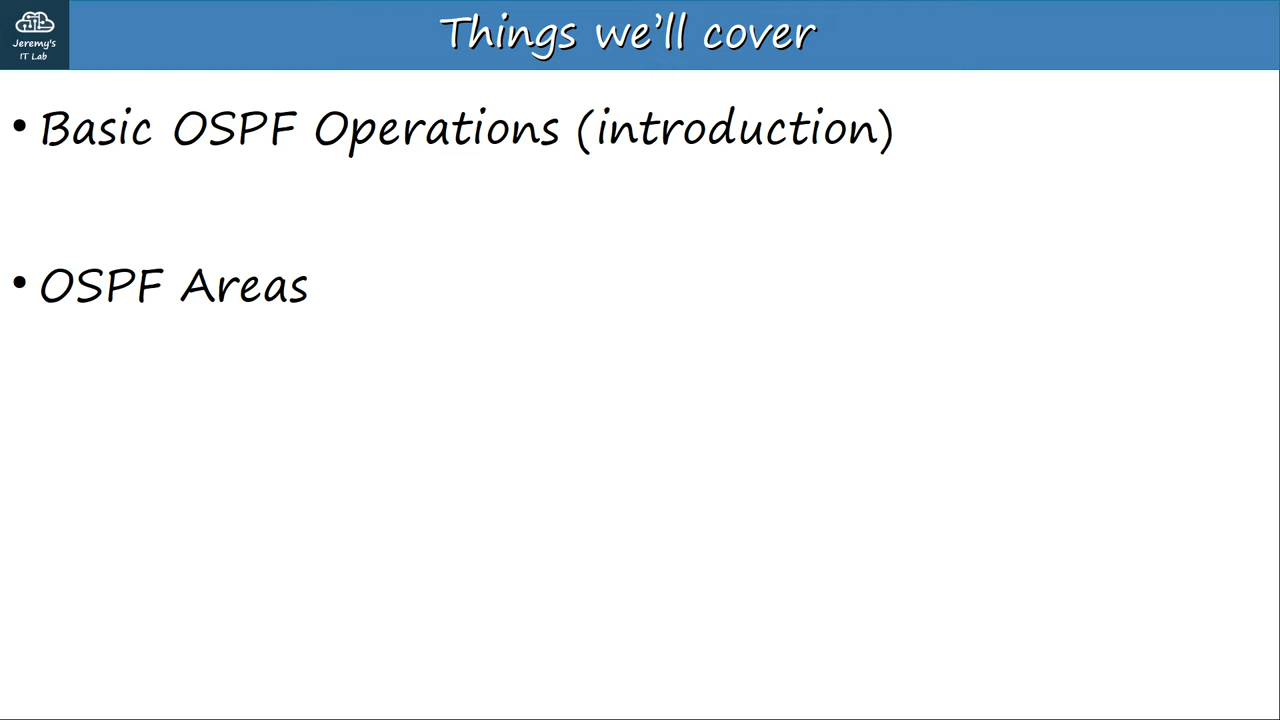 Jeremy's
IT Lab
Things we'll cover
• Basic OSPF Operations (introduction)
• OSPF Areas